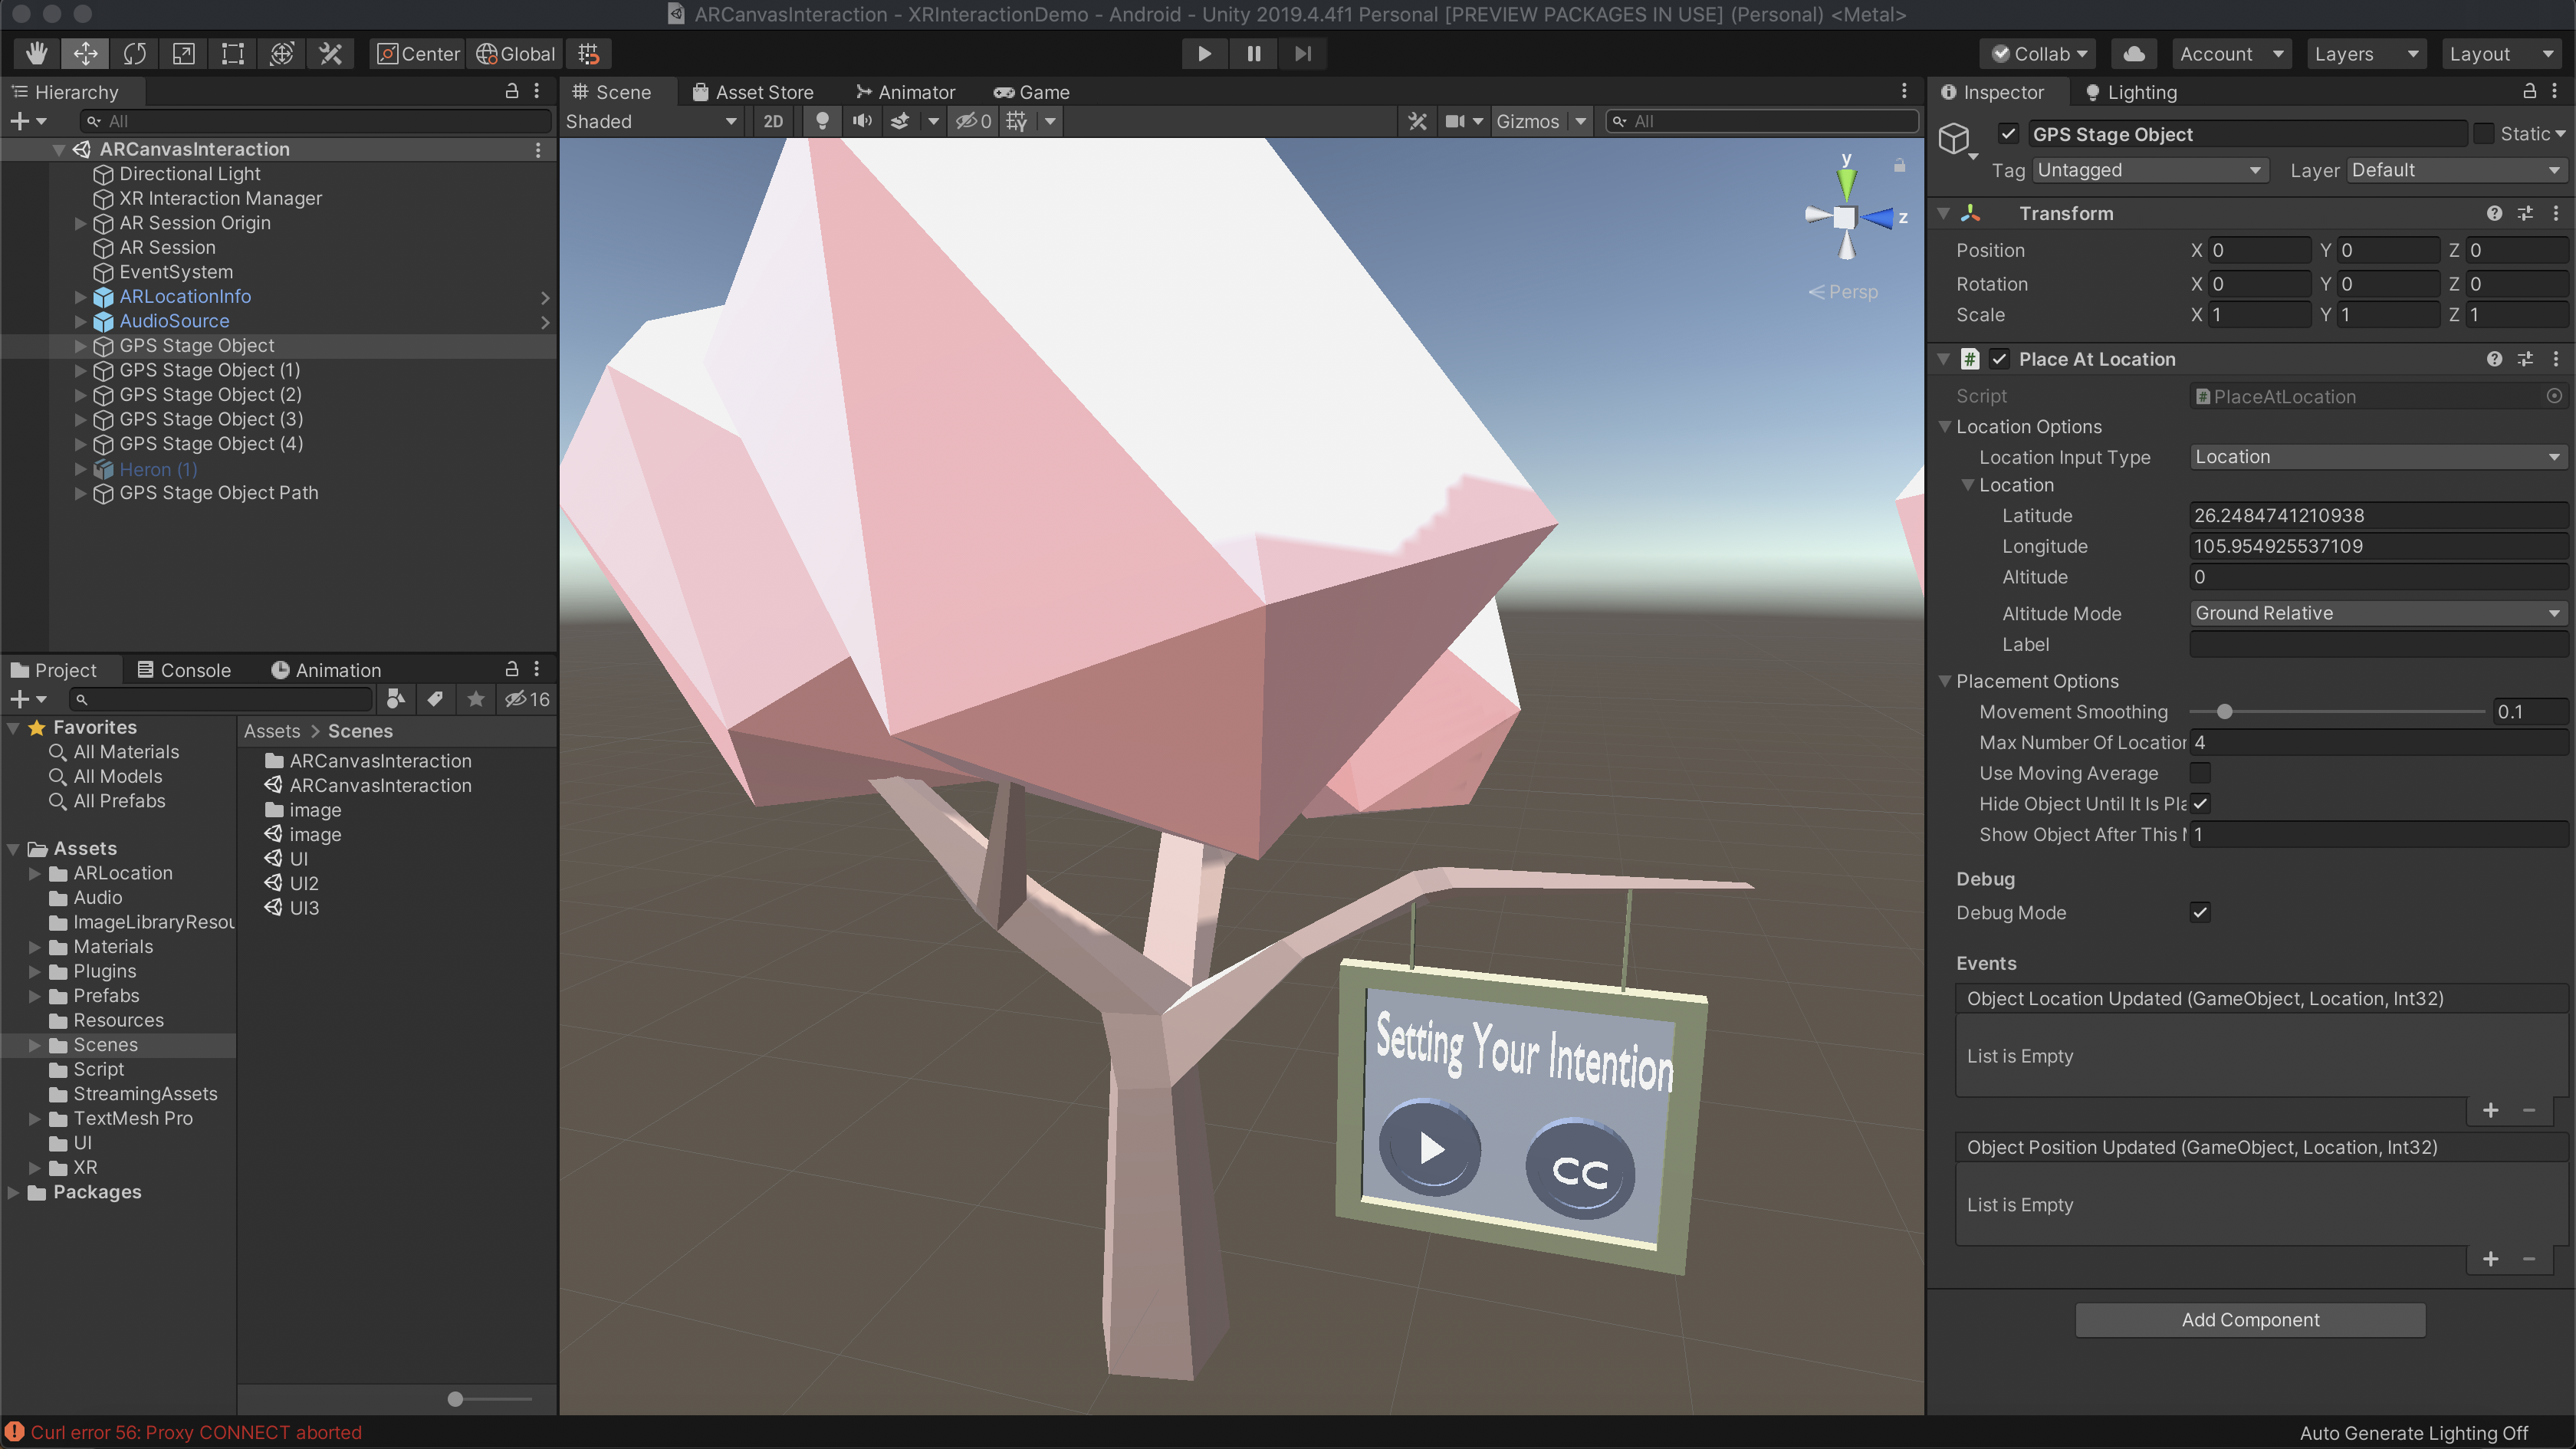 ARCanvasInteraction - XRInteractionDemo - Android - Unity 2019.4.4f1 Personal [PREVIEW PACKAGES IN USE] (Personal) <Metal>
Center Global Collab Account Layers Layout
Hierarchy
All
ARCanvasInteraction
Directional Light
XR Interaction Manager
AR Session Origin
AR Session
EventSystem
ARLocationInfo
AudioSource
GPS Stage Object
GPS Stage Object (1)
GPS Stage Object (2)
GPS Stage Object (3)
GPS Stage Object (4)
Heron (1)
GPS Stage Object Path
Project Console Animation
16
Favorites
All Materials
All Models
All Prefabs
Assets
ARLocation
Audio
ImageLibraryResou
Materials
Plugins
Prefabs
Resources
Scenes
Script
StreamingAssets
TextMesh Pro
UI
XR
Packages
Assets > Scenes
ARCanvasInteraction
ARCanvasInteraction
image
image
UI
UI2
UI3
Scene Asset Store Animator Game
Shaded 2D 0 Gizmos All
y
z
Persp
Setting Your Intention
CC
Inspector Lighting
GPS Stage Object Static
Tag Untagged Layer Default
Transform
Position X 0 Y 0 Z 0
Rotation X 0 Y 0 Z 0
Scale X 1 Y 1 Z 1
# Place At Location
Script # PlaceAtLocation
Location Options
Location Input Type Location
Location
Latitude 26.2484741210938
Longitude 105.954925537109
Altitude 0
Altitude Mode Ground Relative
Label
Placement Options
Movement Smoothing 0.1
Max Number Of Location 4
Use Moving Average
Hide Object Until It Is Pla
Show Object After This 1
Debug
Debug Mode
Events
Object Location Updated (GameObject, Location, Int32)
List is Empty
+ −
Object Position Updated (GameObject, Location, Int32)
List is Empty
+ −
Add Component
Curl error 56: Proxy CONNECT aborted
Auto Generate Lighting Off